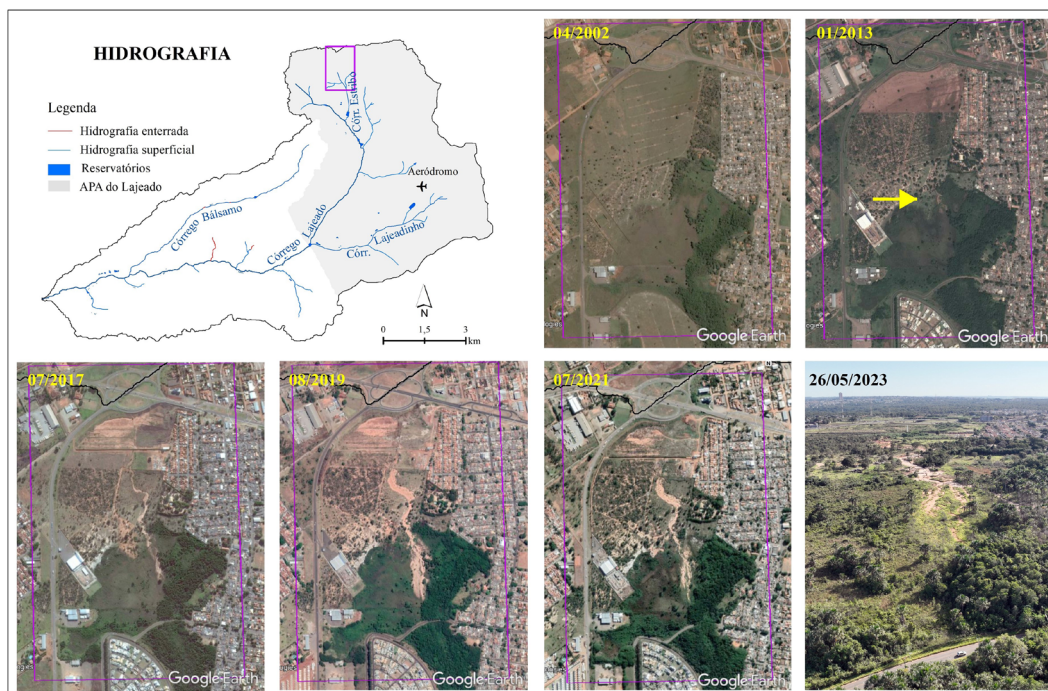 HIDROGRAFIA
Legenda
Hidrografia enterrada
Hidrografia superficial
Reservatórios
APA do Lajeado
Córr. Estribo
Aeródromo
Córrego Bálsamo
Córrego Lajeado
Córr. Lajeadinho
N
0 1,5 3
km
04/2002
Google Earth
01/2013
Google Earth
07/2017
Google Earth
08/2019
Google Earth
07/2021
Google Earth
26/05/2023